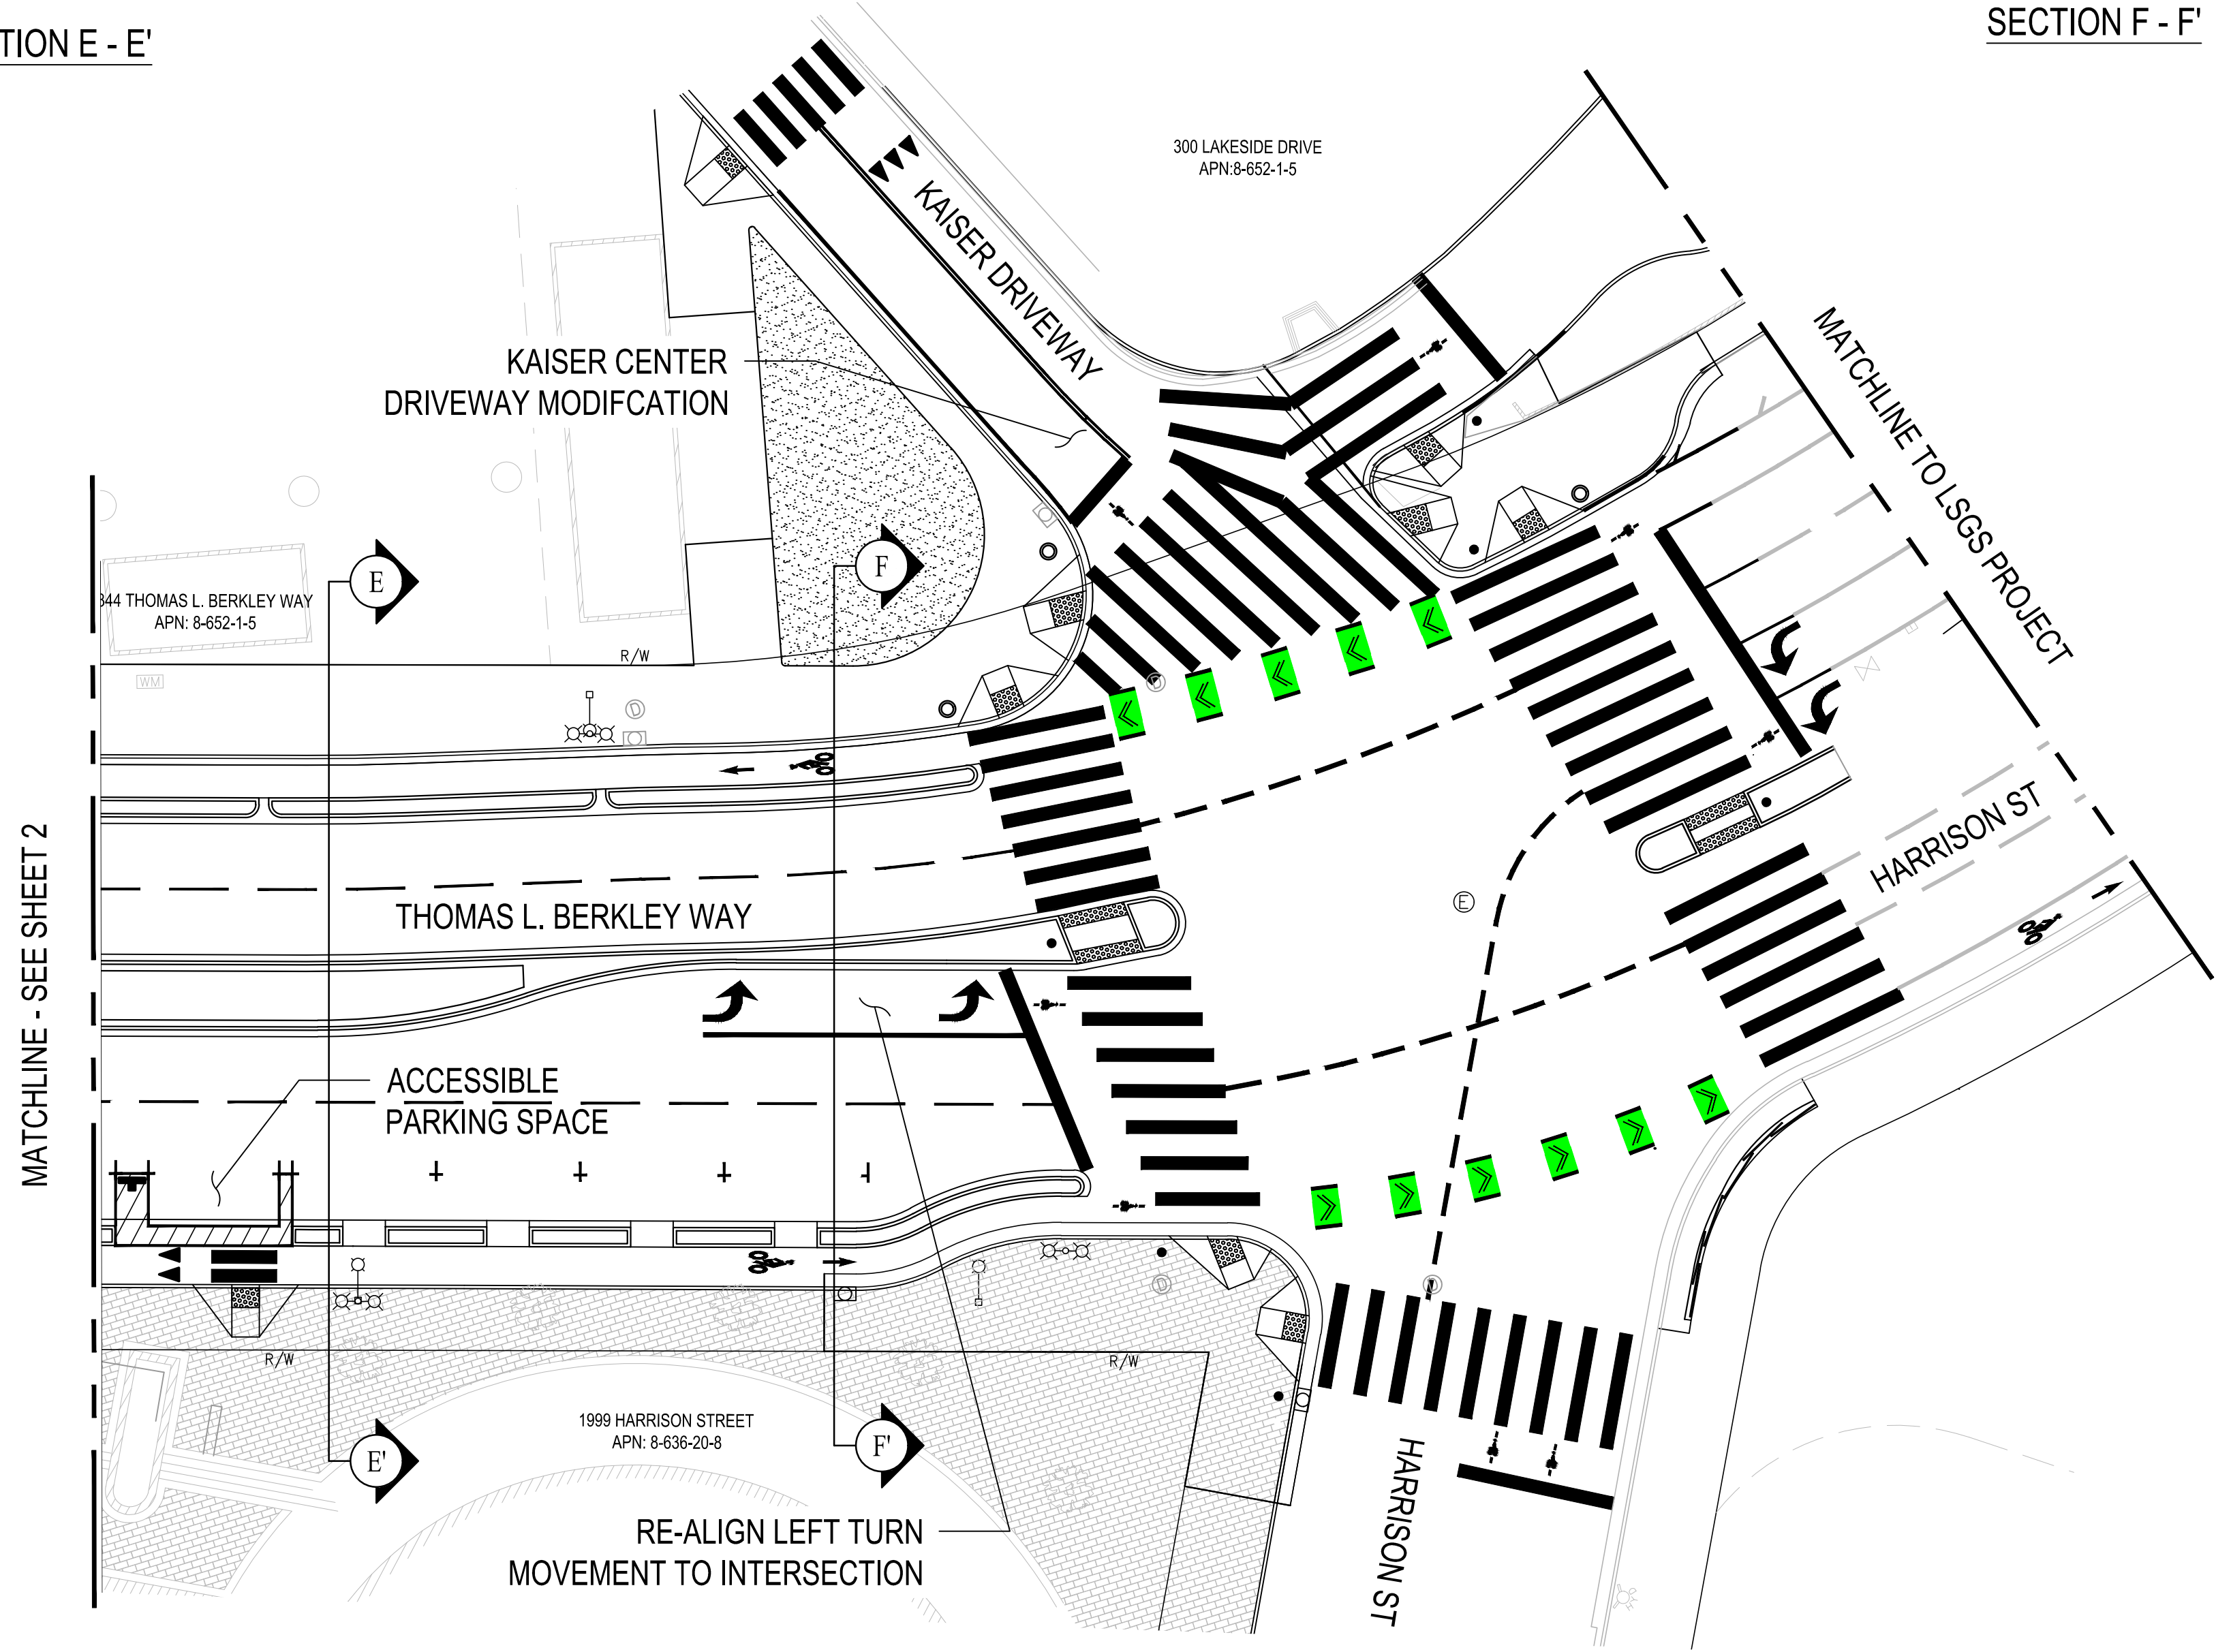 TION E - E'
SECTION F - F'
300 LAKESIDE DRIVE
APN:8-652-1-5
KAISER DRIVEWAY
MATCHLINE TO LSGS PROJECT
KAISER CENTER
DRIVEWAY MODIFCATION
E
F
344 THOMAS L. BERKLEY WAY
APN: 8-652-1-5
R/W
WM
D
D
HARRISON ST
E
THOMAS L. BERKLEY WAY
MATCHLINE - SEE SHEET 2
ACCESSIBLE
PARKING SPACE
D
D
R/W
R/W
1999 HARRISON STREET
APN: 8-636-20-8
E'
F'
HARRISON ST
RE-ALIGN LEFT TURN
MOVEMENT TO INTERSECTION